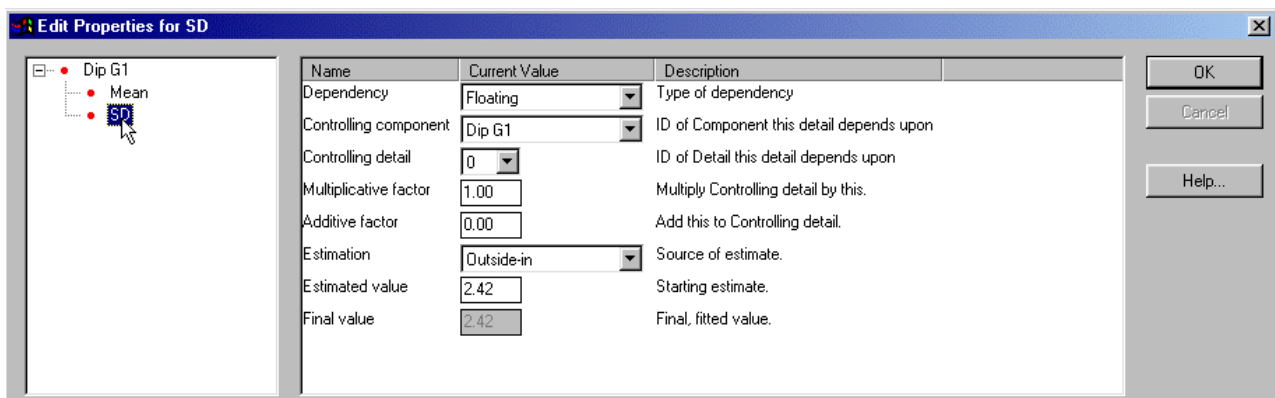 Edit Properties for SD
Dip G1
Mean
SD
Name Current Value Description
Dependency Floating Type of dependency
Controlling component Dip G1 ID of Component this detail depends upon
Controlling detail 0 ID of Detail this detail depends upon
Multiplicative factor 1.00 Multiply Controlling detail by this.
Additive factor 0.00 Add this to Controlling detail.
Estimation Outside-in Source of estimate.
Estimated value 2.42 Starting estimate.
Final value 2.42 Final, fitted value.
OK
Cancel
Help...